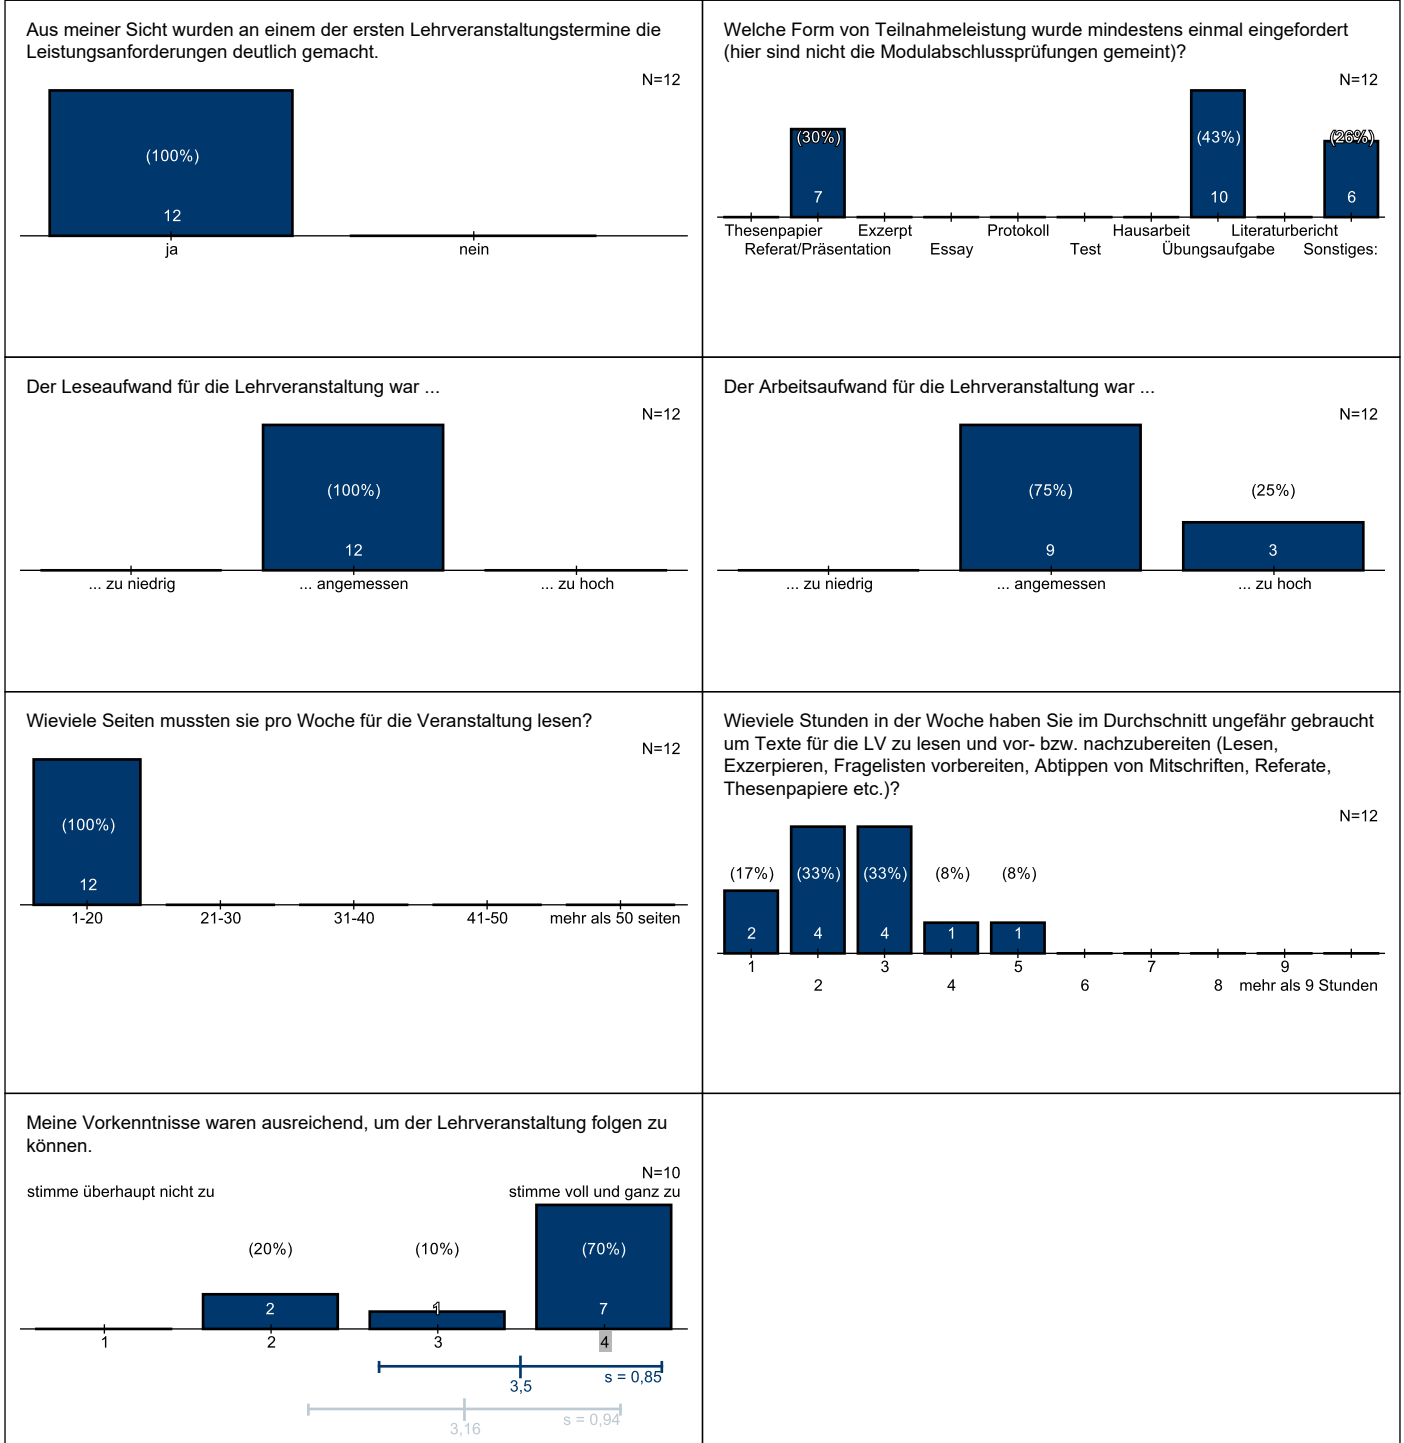 Aus meiner Sicht wurden an einem der ersten Lehrveranstaltungstermine die
Leistungsanforderungen deutlich gemacht.
N=12
(100%)
12
ja
nein
Welche Form von Teilnahmeleistung wurde mindestens einmal eingefordert
(hier sind nicht die Modulabschlussprüfungen gemeint)?
N=12
(30%) (43%) (26%)
7 10 6
Thesenpapier Exzerpt Protokoll Hausarbeit Literaturbericht
Referat/Präsentation Essay Test Übungsaufgabe Sonstiges:
Der Leseaufwand für die Lehrveranstaltung war ...
N=12
(100%)
12
... zu niedrig ... angemessen ... zu hoch
Der Arbeitsaufwand für die Lehrveranstaltung war ...
N=12
(75%) (25%)
9 3
... zu niedrig ... angemessen ... zu hoch
Wieviele Seiten mussten sie pro Woche für die Veranstaltung lesen?
N=12
(100%)
12
1-20 21-30 31-40 41-50 mehr als 50 seiten
Wieviele Stunden in der Woche haben Sie im Durchschnitt ungefähr gebraucht
um Texte für die LV zu lesen und vor- bzw. nachzubereiten (Lesen,
Exzerpieren, Fragelisten vorbereiten, Abtippen von Mitschriften, Referate,
Thesenpapiere etc.)?
N=12
(17%) (33%) (33%) (8%) (8%)
2 4 4 1 1
1 3 5 7 9
2 4 6 8 mehr als 9 Stunden
Meine Vorkenntnisse waren ausreichend, um der Lehrveranstaltung folgen zu
können.
N=10
stimme überhaupt nicht zu stimme voll und ganz zu
(20%) (10%) (70%)
2 1 7
1 2 3 4
s = 0,85
3,5
s = 0,94
3,16